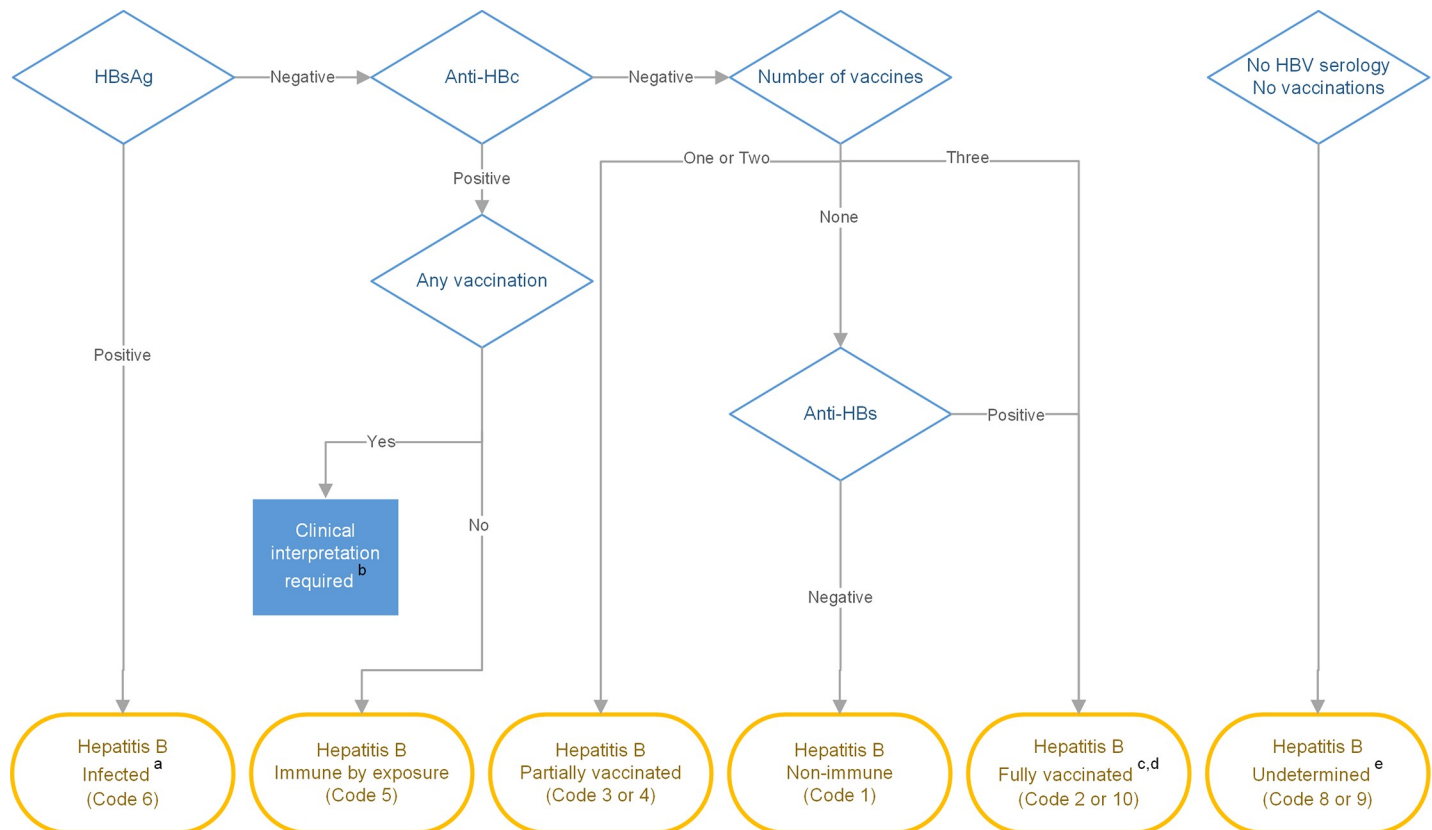 HBsAg
Negative
Anti-HBc
Negative
Number of vaccines
No HBV serology
No vaccinations
One or Two
Three
Positive
None
Any vaccination
Positive
Anti-HBs
Positive
Yes
No
Clinical
interpretation
required b
Negative
Hepatitis B
Infected a
(Code 6)
Hepatitis B
Immune by exposure
(Code 5)
Hepatitis B
Partially vaccinated
(Code 3 or 4)
Hepatitis B
Non-immune
(Code 1)
Hepatitis B
Fully vaccinated c,d
(Code 2 or 10)
Hepatitis B
Undetermined e
(Code 8 or 9)